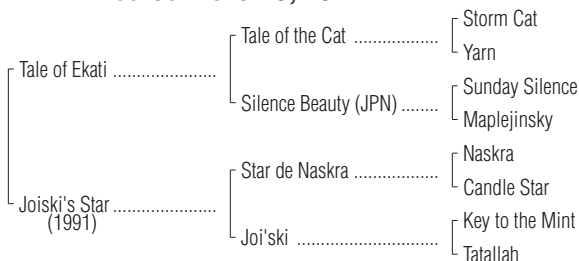 Storm Cat
Tale of the Cat ..................
Yarn
Tale of Ekati ......................
Sunday Silence
Silence Beauty (JPN) ........
Maplejinsky
Naskra
Star de Naskra ..................
Candle Star
Joiski's Star ......................
(1991)
Key to the Mint
Joi'ski ..............................
Tatallah